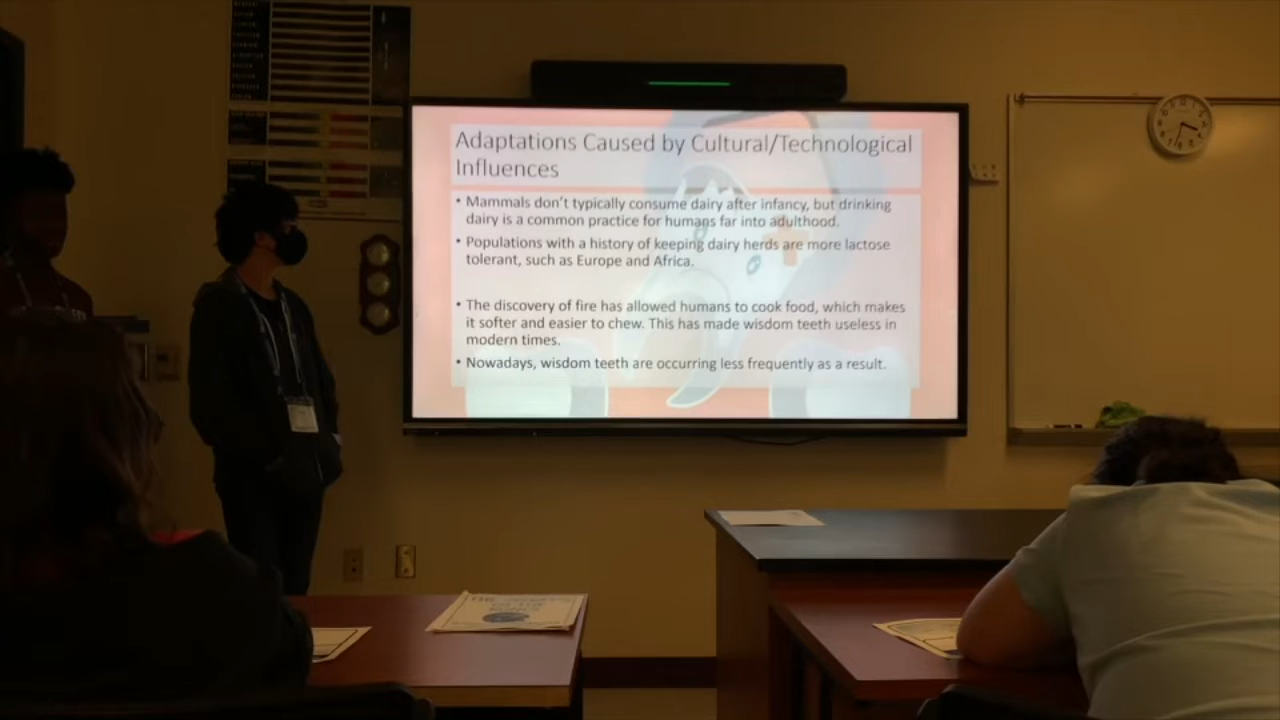 Adaptations Caused by Cultural/Technological
Influences
• Mammals don't typically consume dairy after infancy, but drinking
dairy is a common practice for humans far into adulthood.
• Populations with a history of keeping dairy herds are more lactose
tolerant, such as Europe and Africa.
• The discovery of fire has allowed humans to cook food, which makes
it softer and easier to chew. This has made wisdom teeth useless in
modern times.
• Nowadays, wisdom teeth are occurring less frequently as a result.